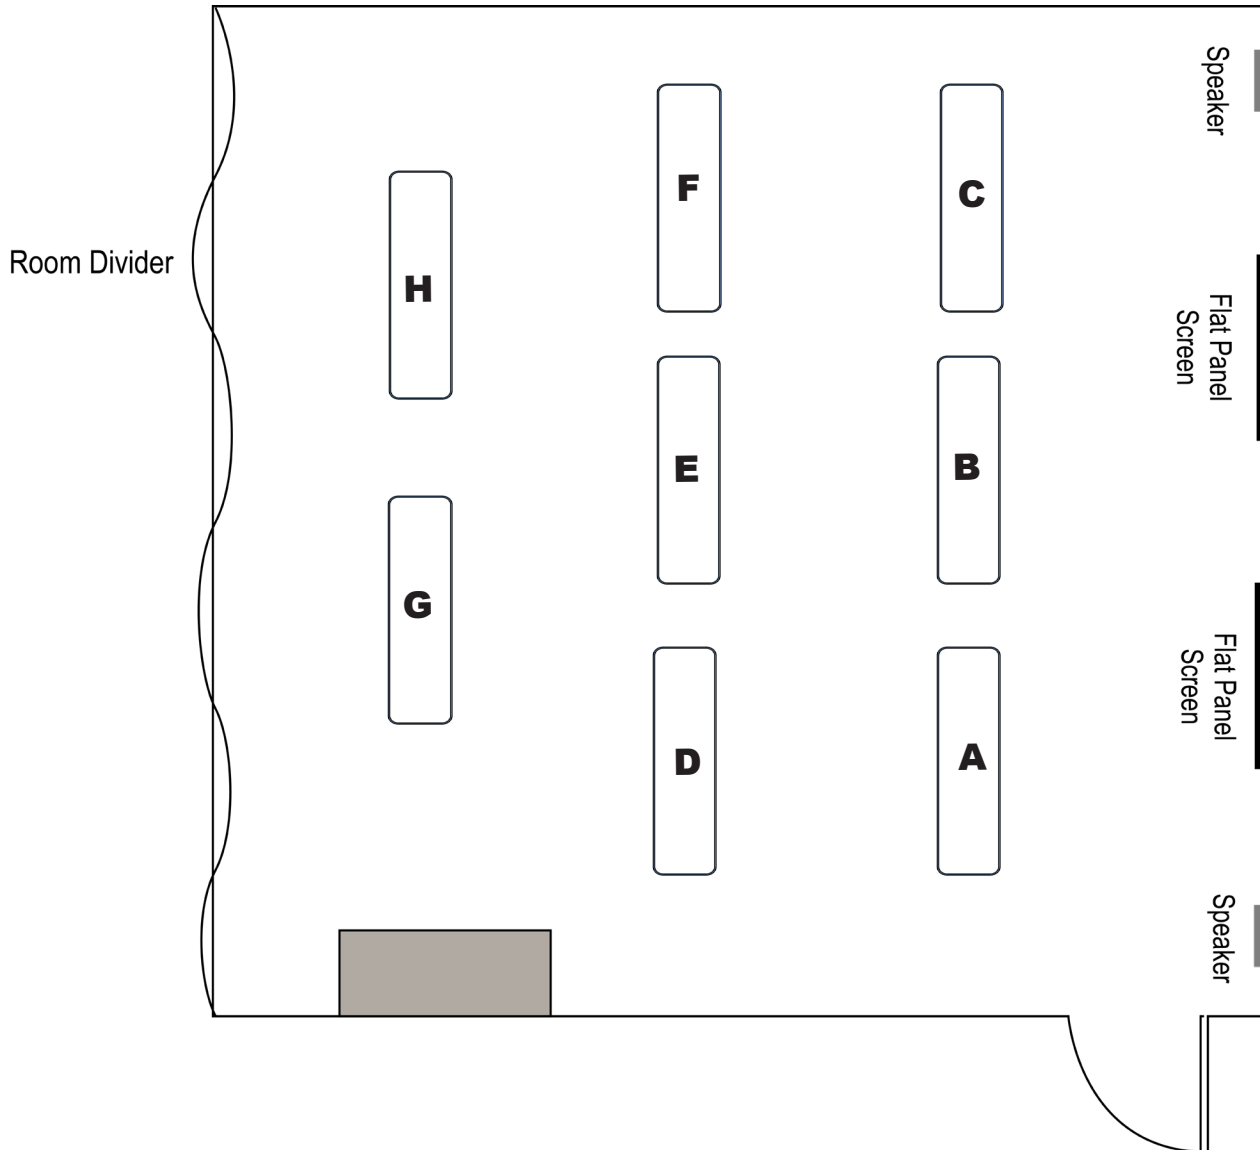 Speaker
F
C
H
Room Divider
Flat Panel
Screen
E
B
G
Flat Panel
Screen
D
A
Speaker